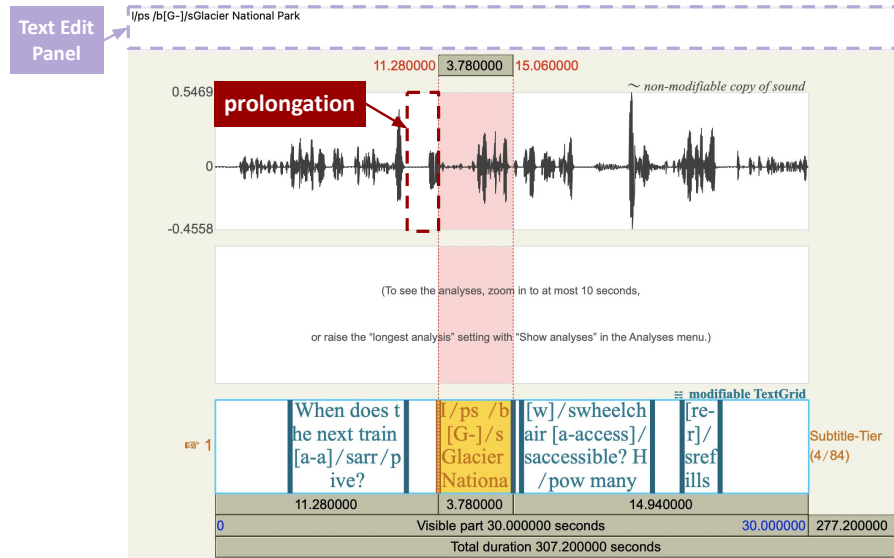 Text Edit
Panel
I/ps /b[G-]/sGlacier National Park
11.280000 3.780000 15.060000
0.5469
~ non-modifiable copy of sound
prolongation
0
-0.4558
(To see the analyses, zoom in to at most 10 seconds,
or raise the "longest analysis" setting with "Show analyses" in the Analyses menu.)
modifiable TextGrid
1
When does t
he next train
[a-a]/sarr/p
ive?
I/ps /b
[G-]/s
Glacier
Nationa
[w]/swheelch
air [a-access]/
saccessible? H
/pow many
[re-
r]/
sref
ills
Subtitle-Tier
(4/84)
11.280000 3.780000 14.940000
0 Visible part 30.000000 seconds 30.000000 277.200000
Total duration 307.200000 seconds